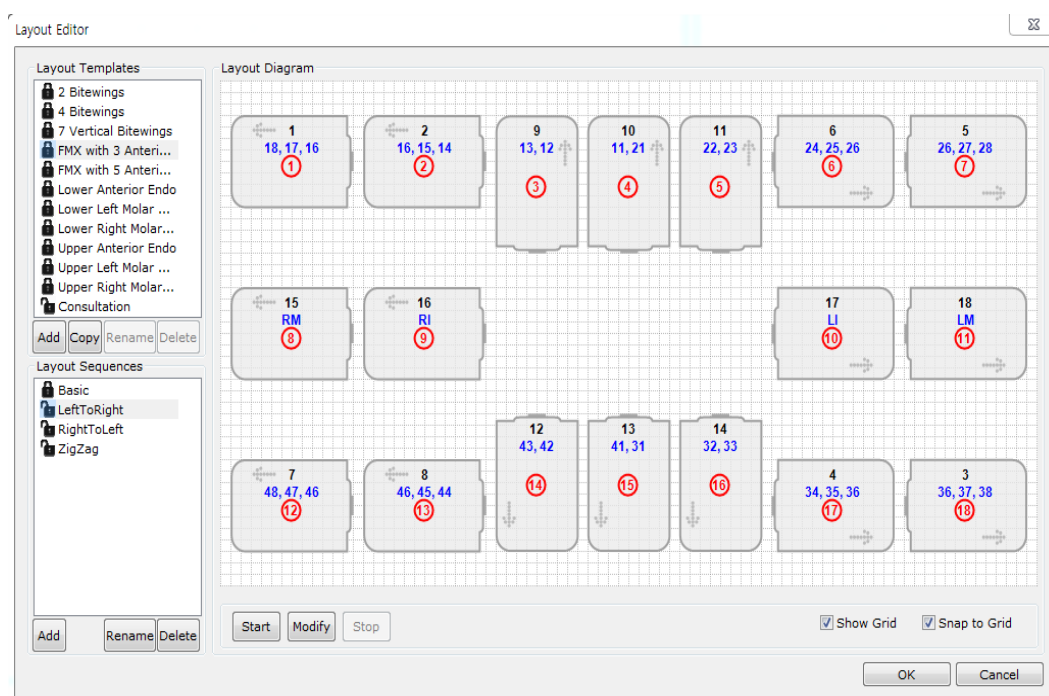 Layout Editor
Layout Templates
2 Bitewings
4 Bitewings
7 Vertical Bitewings
FMX with 3 Anteri...
FMX with 5 Anteri...
Lower Anterior Endo
Lower Left Molar ...
Lower Right Molar...
Upper Anterior Endo
Upper Left Molar ...
Upper Right Molar...
Consultation
Add Copy Rename Delete
Layout Sequences
Basic
LeftToRight
RightToLeft
ZigZag
Add Rename Delete
Layout Diagram
1 2 9 10 11 6 5
18, 17, 16 16, 15, 14 13, 12 11, 21 22, 23 24, 25, 26 26, 27, 28
1 2 3 4 5 6 7
15 16 17 18
RM RI LI LM
8 9 10 11
12 13 14
43, 42 41, 31 32, 33
7 8 4 3
48, 47, 46 46, 45, 44 34, 35, 36 36, 37, 38
12 13 14 15 16 17 18
Start Modify Stop Show Grid Snap to Grid
OK Cancel